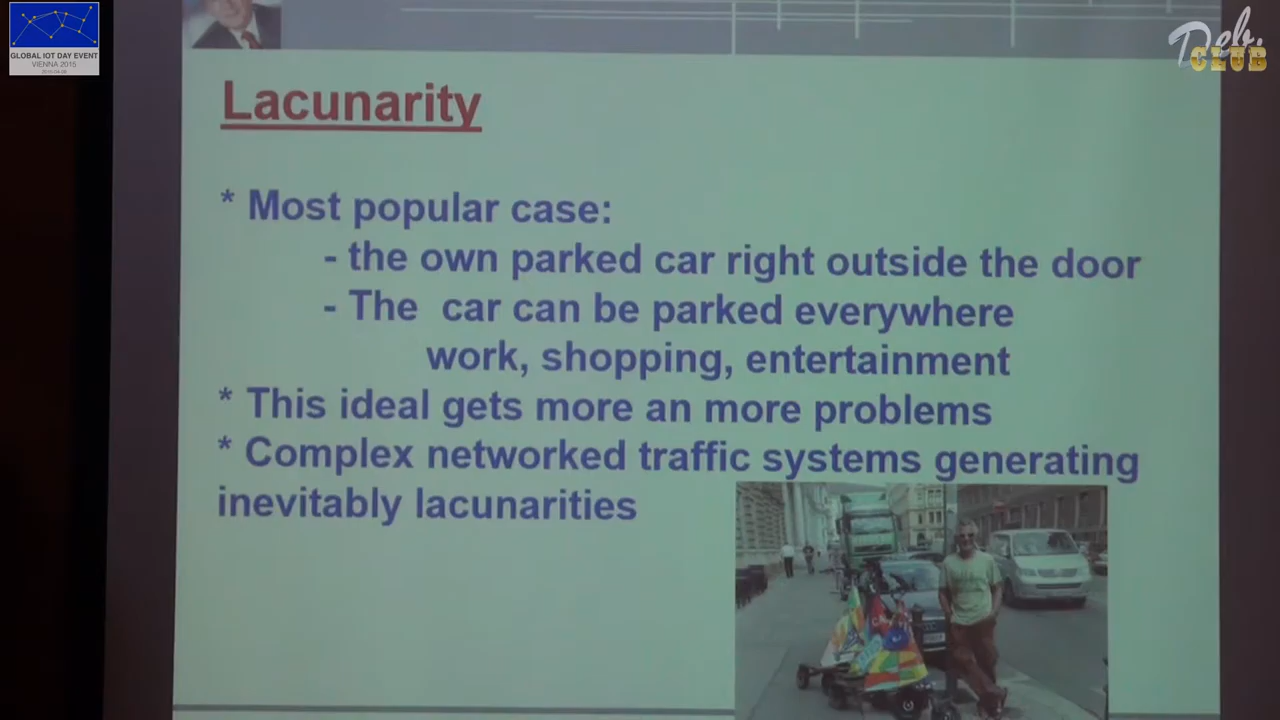 GLOBAL IOT DAY EVENT
VIENNA 2015
Deb.
CLUB
Lacunarity
* Most popular case:
- the own parked car right outside the door
- The car can be parked everywhere
work, shopping, entertainment
* This ideal gets more an more problems
* Complex networked traffic systems generating
inevitably lacunarities